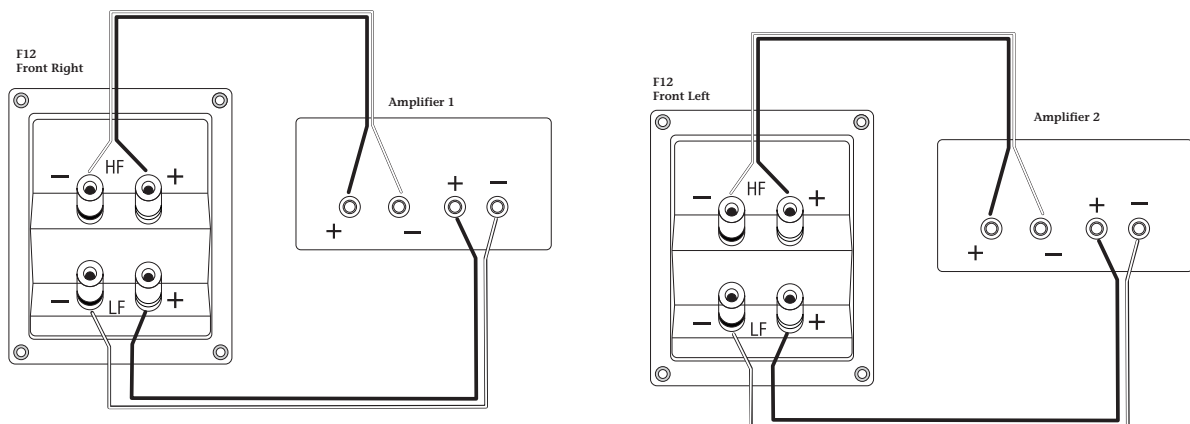 F12
Front Right
Amplifier 1
− HF +
+ − + −
− LF +
F12
Front Left
Amplifier 2
− HF +
+ − + −
− LF +